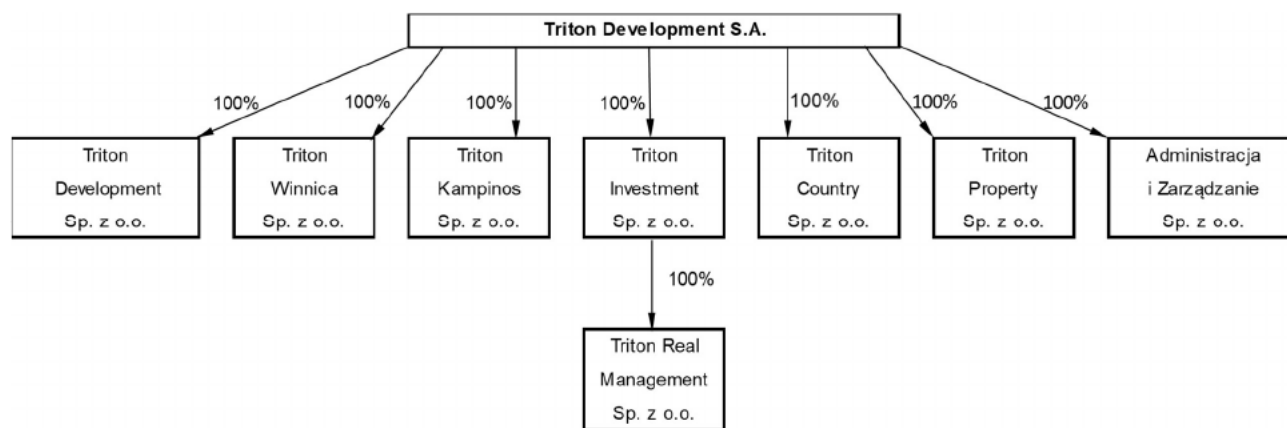 Triton Development S.A.
100%
100%
100%
100%
100%
100%
100%
Triton
Development
Sp. z o.o.
Triton
Winnica
Sp. z o.o.
Triton
Kampinos
Sp. z o.o.
Triton
Investment
Sp. z o.o.
Triton
Country
Sp. z o.o.
Triton
Property
Sp. z o.o.
Administracja
i Zarządzanie
Sp. z o.o.
100%
Triton Real
Management
Sp. z o.o.